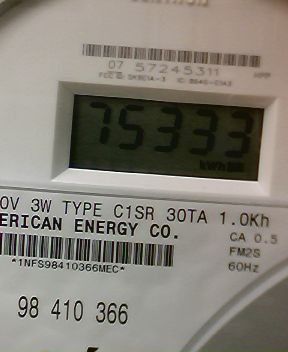 07 57245311
75333
kWh
0V 3W TYPE C1SR 30TA 1.0Kh
ERICAN ENERGY CO.
CA 0.5
FM2S
60Hz
*1NFS98410366MEC*
98 410 366